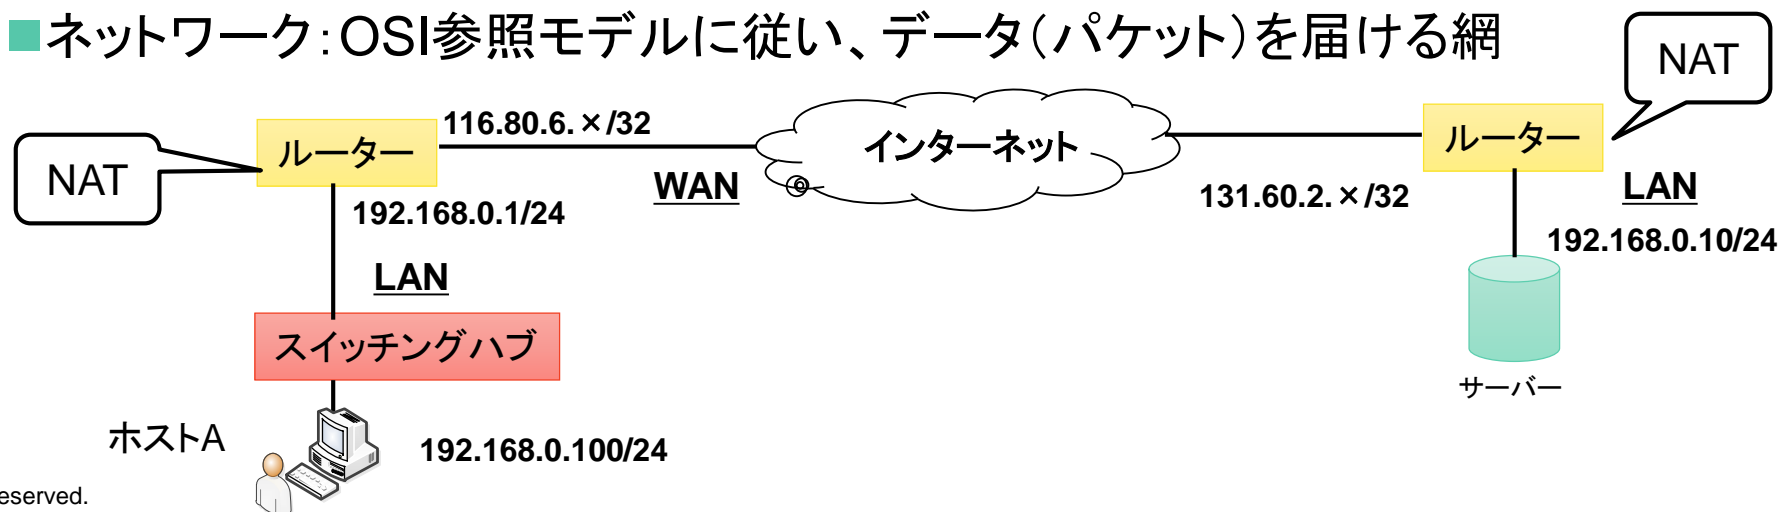 ■ネットワーク：OSI参照モデルに従い、データ（パケット）を届ける網
NAT
116.80.6.×/32
ルーター
インターネット
ルーター
NAT
WAN
131.60.2.×/32
LAN
192.168.0.1/24
192.168.0.10/24
LAN
スイッチングハブ
サーバー
ホストA
192.168.0.100/24
eserved.